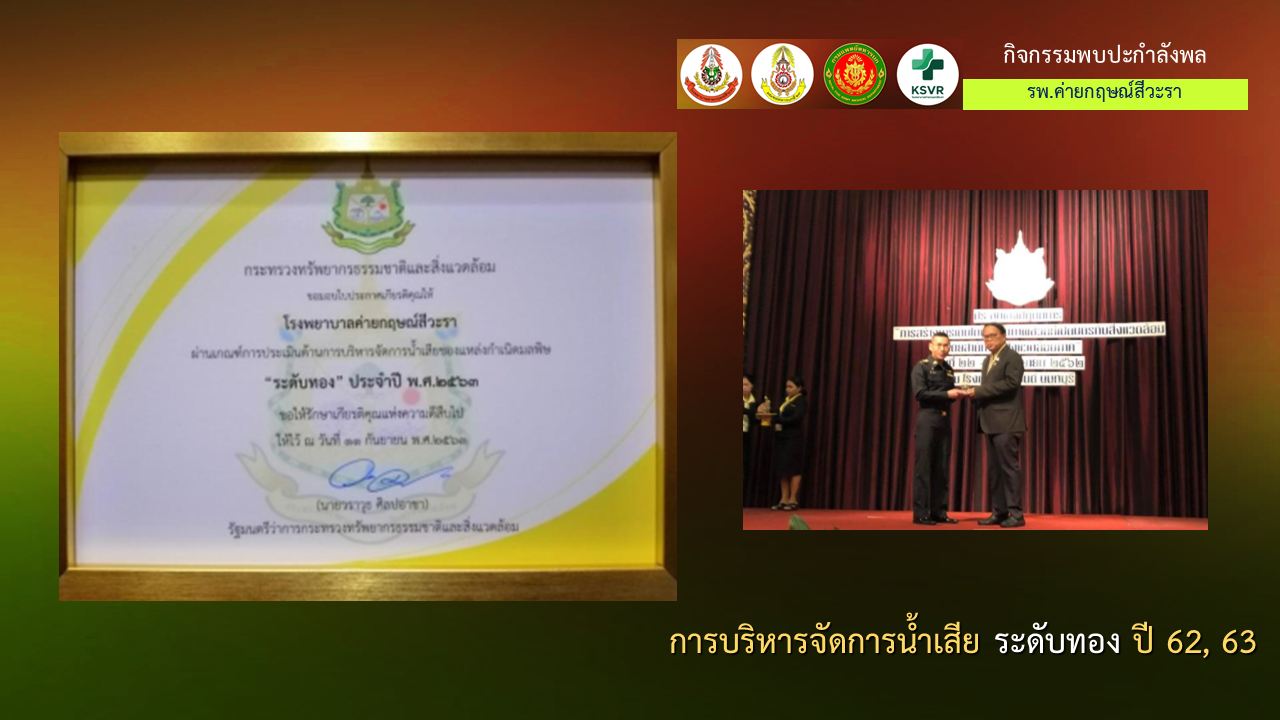 กิจกรรมพบปะกำลังพล
รพ.ค่ายกฤษณ์สีวะรา
KSVR
กระทรวงทรัพยากรธรรมชาติและสิ่งแวดล้อม
ขอมอบใบประกาศเกียรติคุณให้
โรงพยาบาลค่ายกฤษณ์สีวะรา
ผ่านเกณฑ์การประเมินด้านการบริหารจัดการน้ำเสียของแหล่งกำเนิดมลพิษ
“ระดับทอง” ประจำปี พ.ศ.๒๕๖๓
ขอให้รักษาเกียรติคุณแห่งความดีสืบไป
ให้ไว้ ณ วันที่ ๑๑ กันยายน พ.ศ.๒๕๖๓
(นายวราวุธ ศิลปอาชา)
รัฐมนตรีว่าการกระทรวงทรัพยากรธรรมชาติและสิ่งแวดล้อม
การบริหารจัดการน้ำเสีย ระดับทอง ปี 62, 63